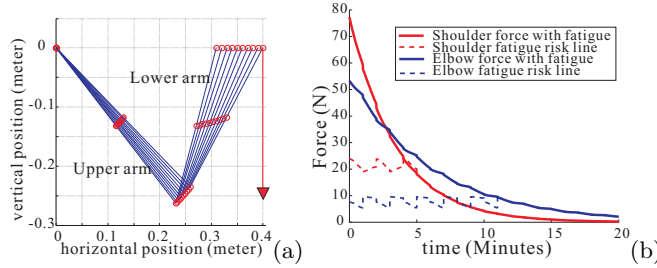 (a)
0
-0.1
-0.2
-0.3
vertical position (meter)
Lower arm
Upper arm
0
0.1
0.2
0.3
0.4
horizontal position (meter)
(b)
80
70
60
50
40
30
20
10
0
Force (N)
Shoulder force with fatigue
Shoulder fatigue risk line
Elbow force with fatigue
Elbow fatigue risk line
0
5
10
15
20
time (Minutes)